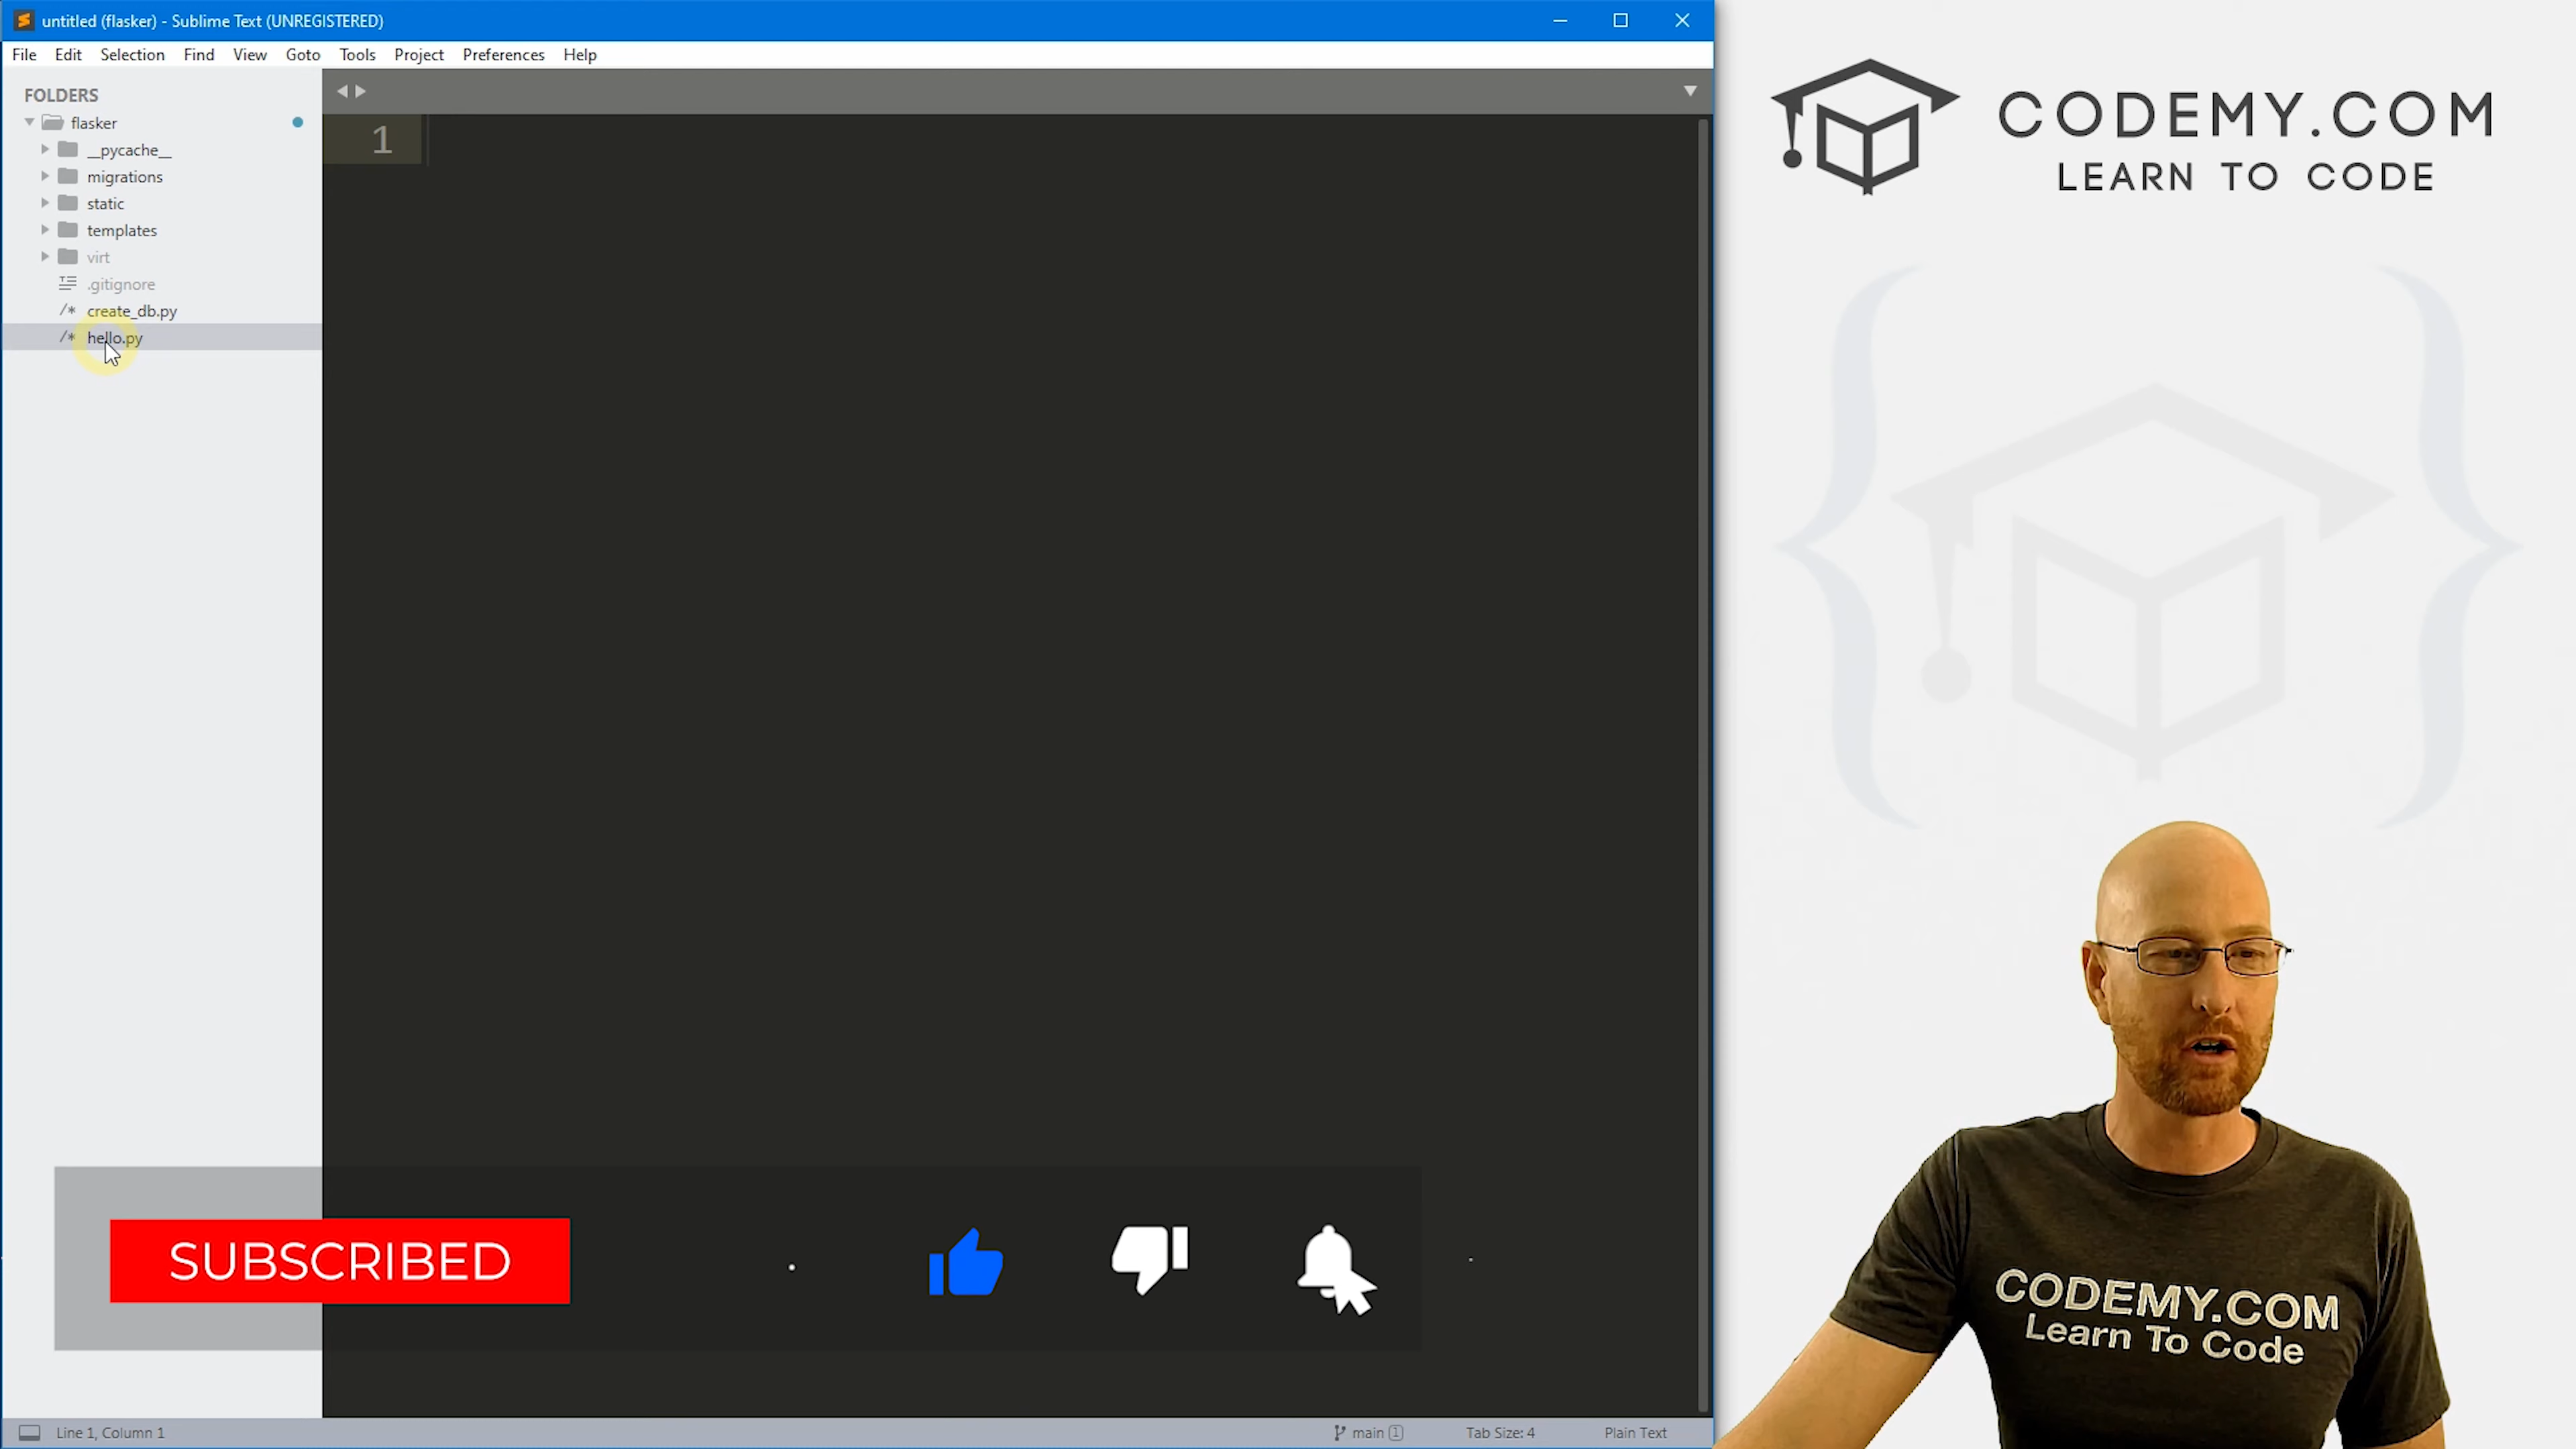 untitled (flasker) - Sublime Text (UNREGISTERED)
File Edit Selection Find View Goto Tools Project Preferences Help
FOLDERS
flasker
__pycache__
migrations
static
templates
virt
.gitignore
create_db.py
hello.py
1
SUBSCRIBED
Line 1, Column 1
main 1
Tab Size: 4
Plain Text
CODEMY.COM
LEARN TO CODE
CODEMY.COM
Learn To Code